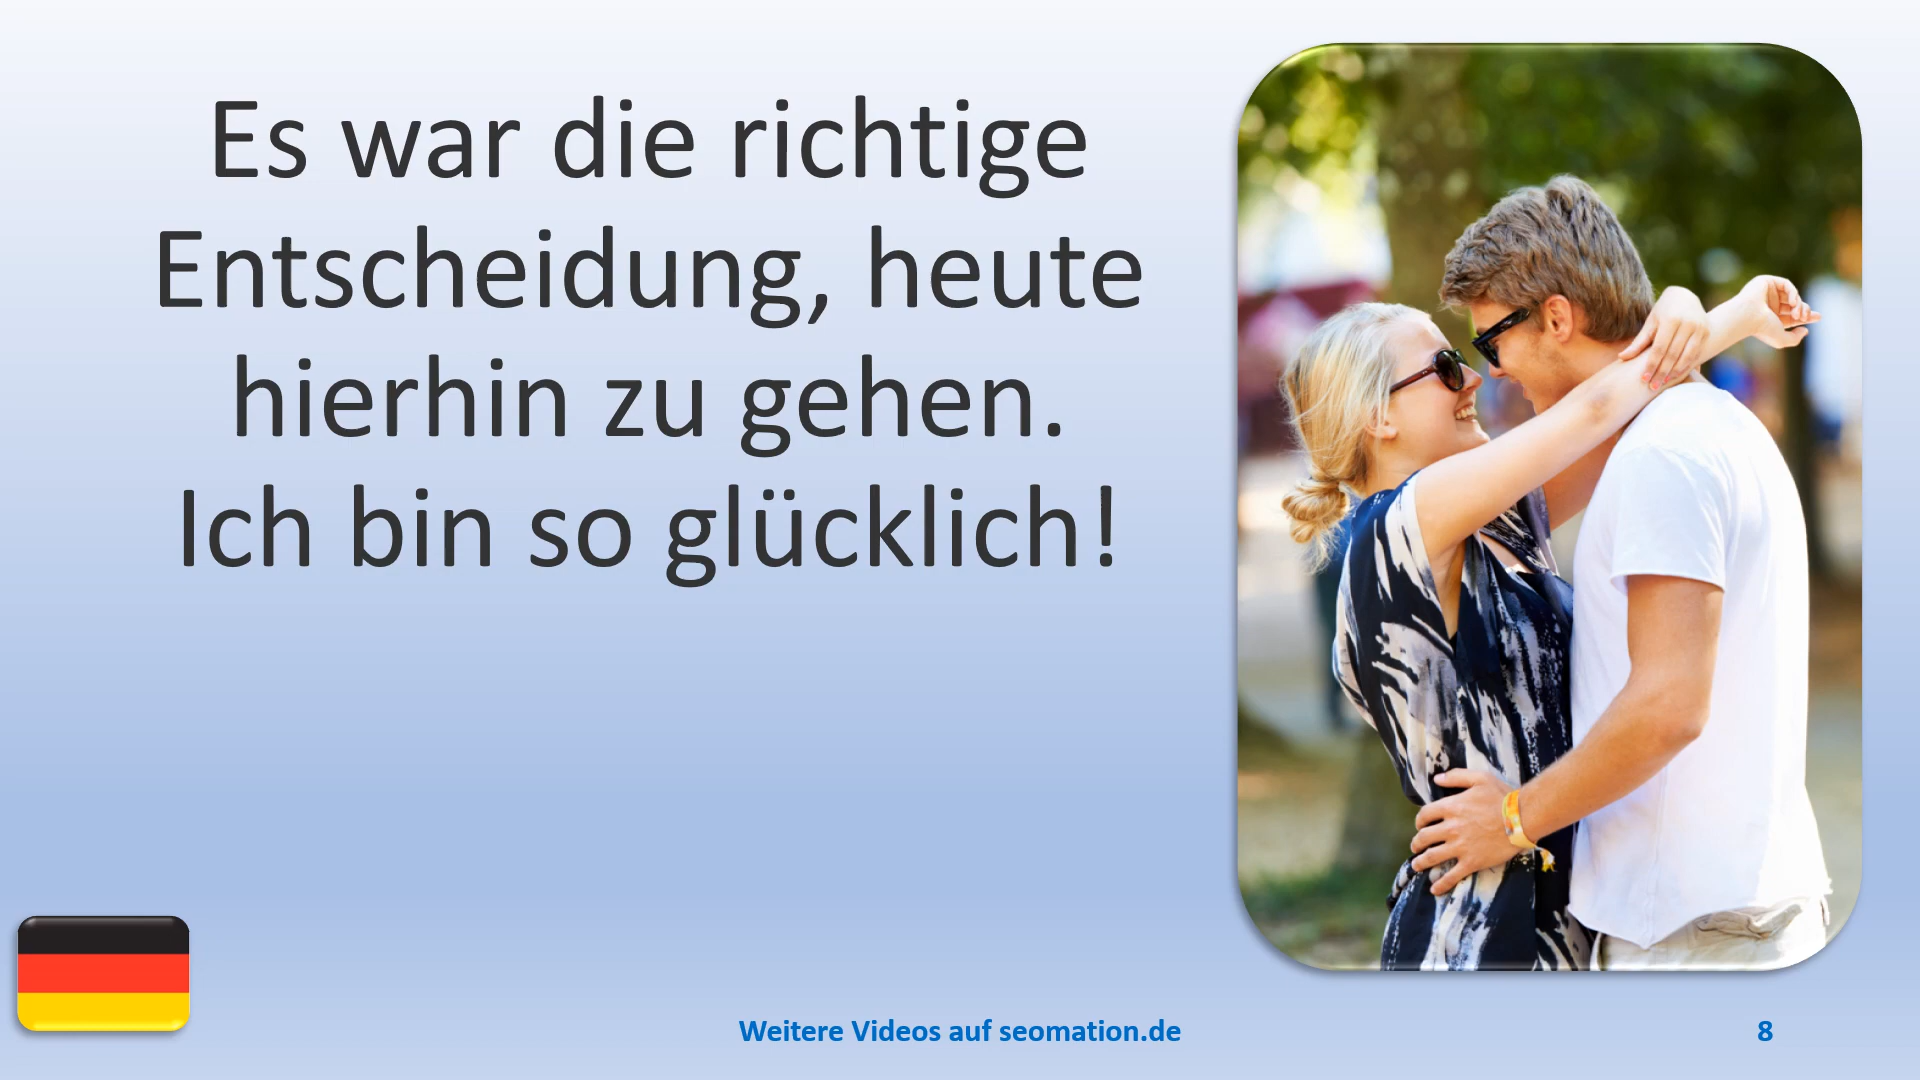 Es war die richtige
Entscheidung, heute
hierhin zu gehen.
Ich bin so glücklich!
Weitere Videos auf seomation.de
8